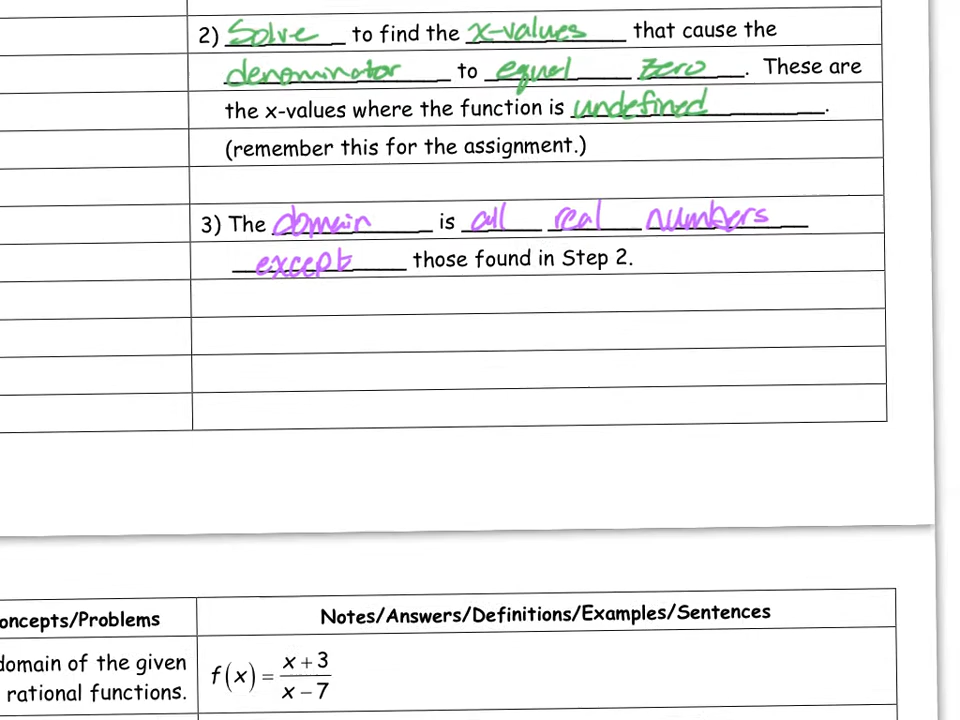 2) Solve to find the x-values that cause the
denominator to equal zero. These are
the x-values where the function is undefined.
(remember this for the assignment.)
3) The domain is all real numbers
except those found in Step 2.
oncepts/Problems Notes/Answers/Definitions/Examples/Sentences
domain of the given
rational functions.
f(x) = (x + 3)/(x − 7)